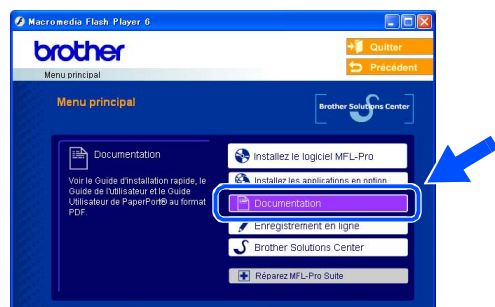 Macromedia Flash Player 6
brother
Quitter
Précédent
Menu principal
Menu principal
Brother Solutions Center
Documentation
Voir le Guide d'installation rapide, le
Guide de l'utilisateur et le Guide
Utilisateur de PaperPort® au format
PDF.
Installez le logiciel MFL-Pro
Installez les applications en option
Documentation
Enregistrement en ligne
Brother Solutions Center
Réparez MFL-Pro Suite